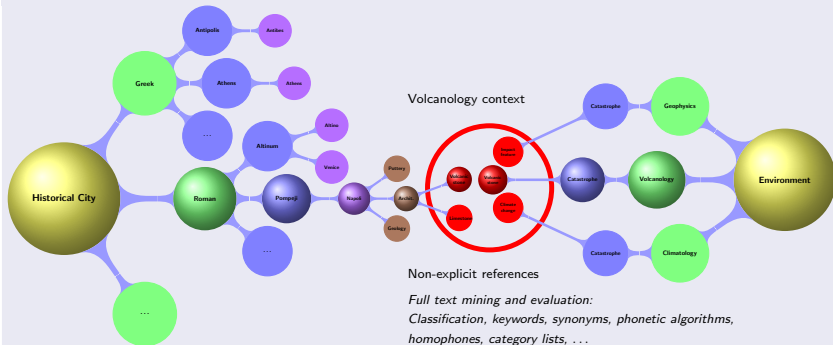 Antipolis
Antibes
Greek
Athens
Athens
...
Altinum
Altino
Venice
Historical City
Roman
Pompeji
Napoli
Pottery
Archit.
Geology
...
...
Volcanology context
Catastrophe
Geophysics
Catastrophe
Volcanology
Environment
Catastrophe
Climatology
Non-explicit references
Full text mining and evaluation:
Classification, keywords, synonyms, phonetic algorithms,
homophones, category lists, ...